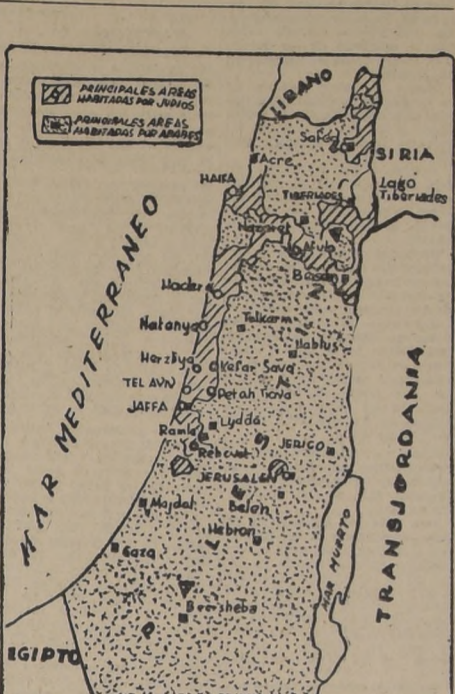 PRINCIPALES AREAS
HABITADAS POR JUDIOS
PRINCIPALES AREAS
HABITADAS POR ARABES
LIBANO
Safed
SIRIA
Acre
Lago
Tiberiades
HAIFA
TIBERIADES
Nazaret
Afula
Beisan
MAR MEDITERRANEO
Hadera
Natanya
Tulkarm
Nablus
Herzliya
Kefar Sava
TEL AVIV
Petah Tiqva
JAFFA
Lydda
Ramla
Rehovot
JERICO
JERUSALEN
Majdal
Belen
Hebron
Gaza
MAR MUERTO
TRANSJORDANIA
Beersheba
EGIPTO